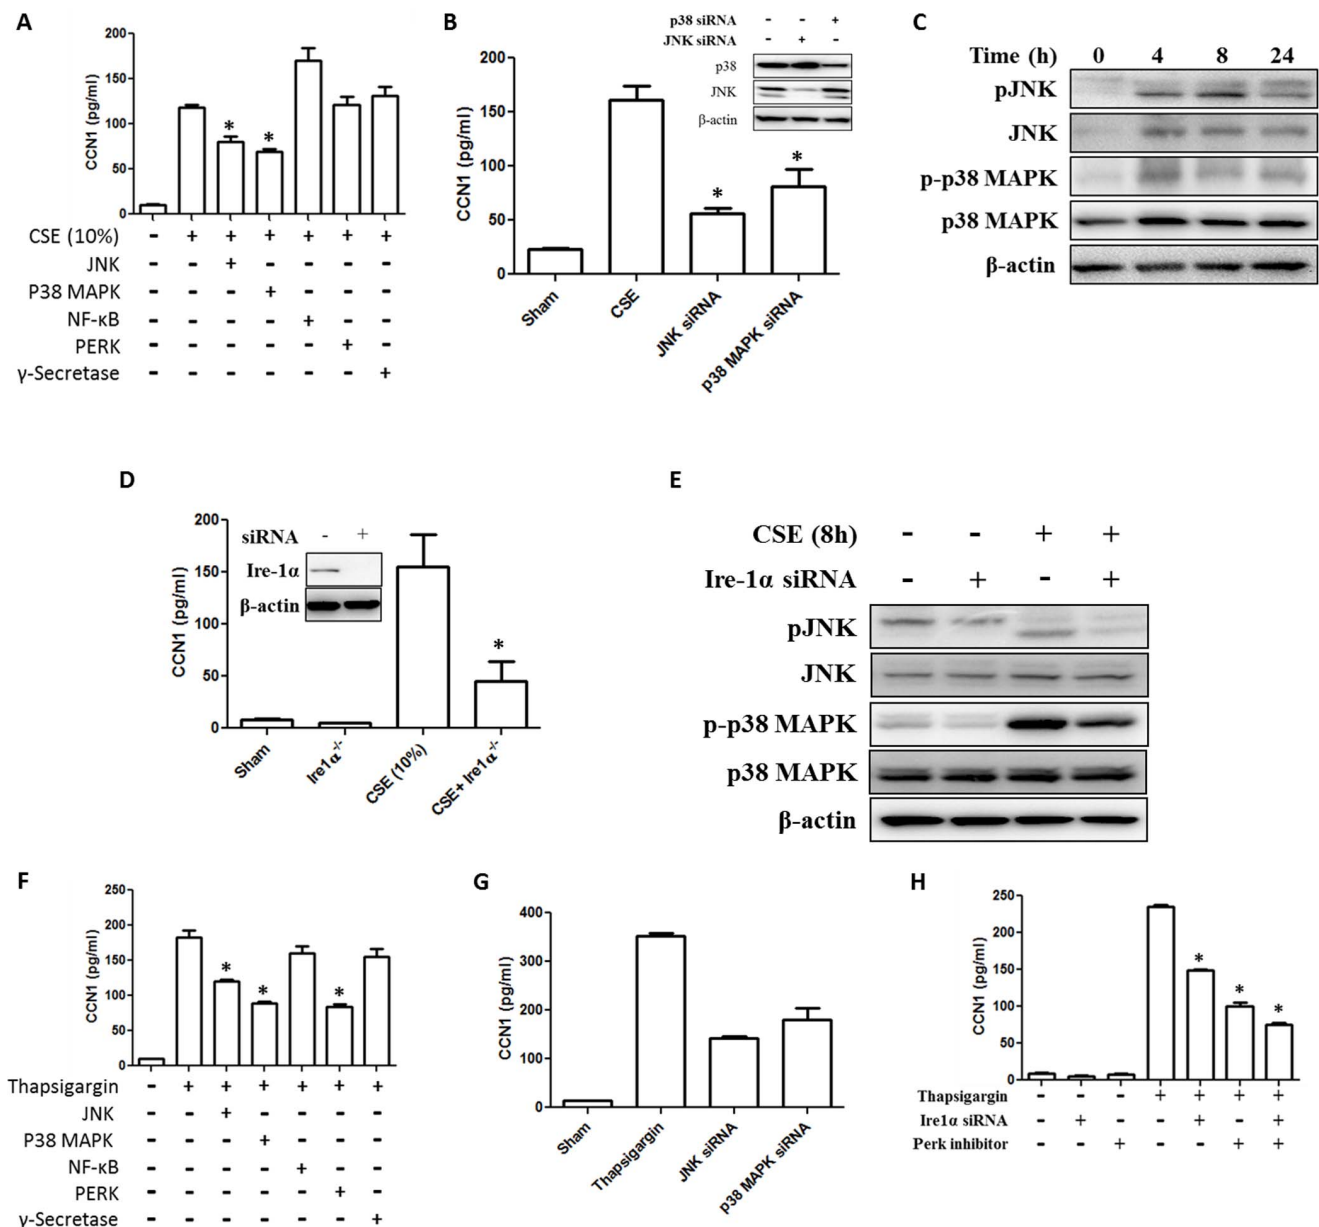 A
200
150
100
50
0
CCN1 (pg/ml)
* *
CSE (10%) - + + + + + +
JNK - - + - - - -
P38 MAPK - - - + - - -
NF-κB - - - - + - -
PERK - - - - - + -
γ-Secretase - - - - - - +
B
p38 siRNA - - +
JNK siRNA - + -
p38
JNK
β-actin
200
150
100
50
0
CCN1 (pg/ml)
* *
Sham
CSE
JNK siRNA
p38 MAPK siRNA
C
Time (h) 0 4 8 24
pJNK
JNK
p-p38 MAPK
p38 MAPK
β-actin
D
siRNA - +
Ire-1α
β-actin
200
150
100
50
0
CCN1 (pg/ml)
*
Sham
Ire1α-/-
CSE (10%)
CSE+ Ire1α-/-
E
CSE (8h) - - + +
Ire-1α siRNA - + - +
pJNK
JNK
p-p38 MAPK
p38 MAPK
β-actin
F
250
200
150
100
50
0
CCN1 (pg/ml)
* * *
Thapsigargin - + + + + + +
JNK - - + - - - -
P38 MAPK - - - + - - -
NF-κB - - - - + - -
PERK - - - - - + -
γ-Secretase - - - - - - +
G
400
300
200
100
0
CCN1 (pg/ml)
Sham
Thapsigargin
JNK siRNA
p38 MAPK siRNA
H
250
200
150
100
50
0
CCN1 (pg/ml)
* * *
Thapsigargin - - - + + + +
Ire1α siRNA - + - - + - +
Perk inhibitor - - + - - + +